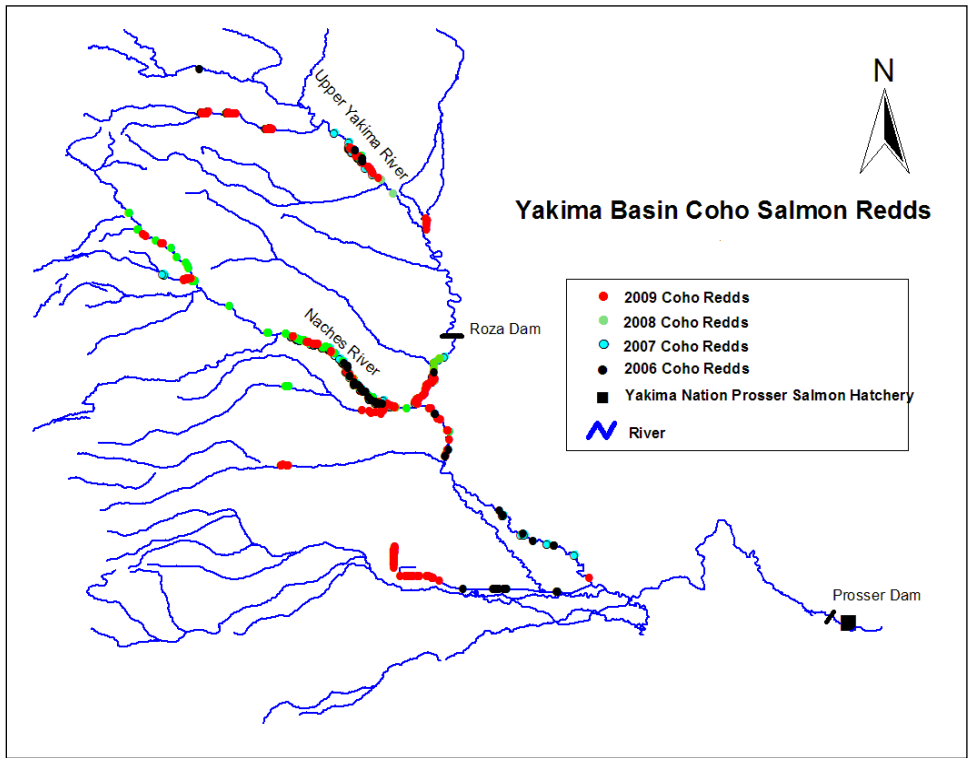 N
Upper Yakima River
Yakima Basin Coho Salmon Redds
2009 Coho Redds
2008 Coho Redds
2007 Coho Redds
2006 Coho Redds
Yakima Nation Prosser Salmon Hatchery
River
Roza Dam
Naches River
Prosser Dam